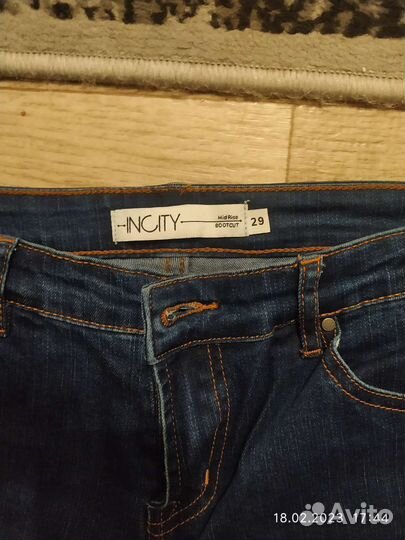 INCITY
Mid Rise
BOOTCUT
29
18.02.2023 17:44
Avito